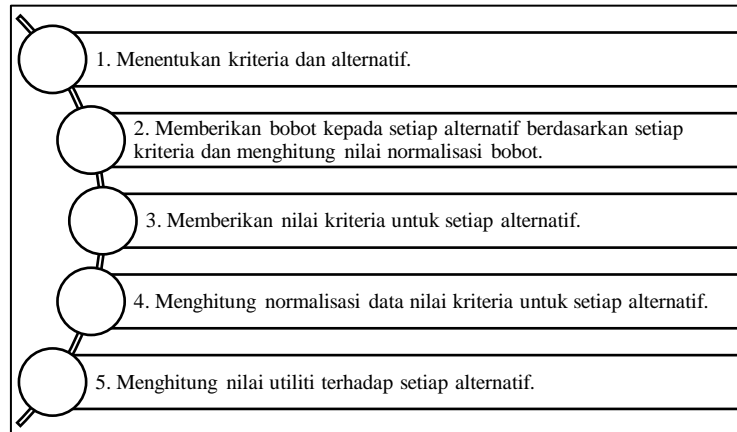 1. Menentukan kriteria dan alternatif.
2. Memberikan bobot kepada setiap alternatif berdasarkan setiap
kriteria dan menghitung nilai normalisasi bobot.
3. Memberikan nilai kriteria untuk setiap alternatif.
4. Menghitung normalisasi data nilai kriteria untuk setiap alternatif.
5. Menghitung nilai utiliti terhadap setiap alternatif.